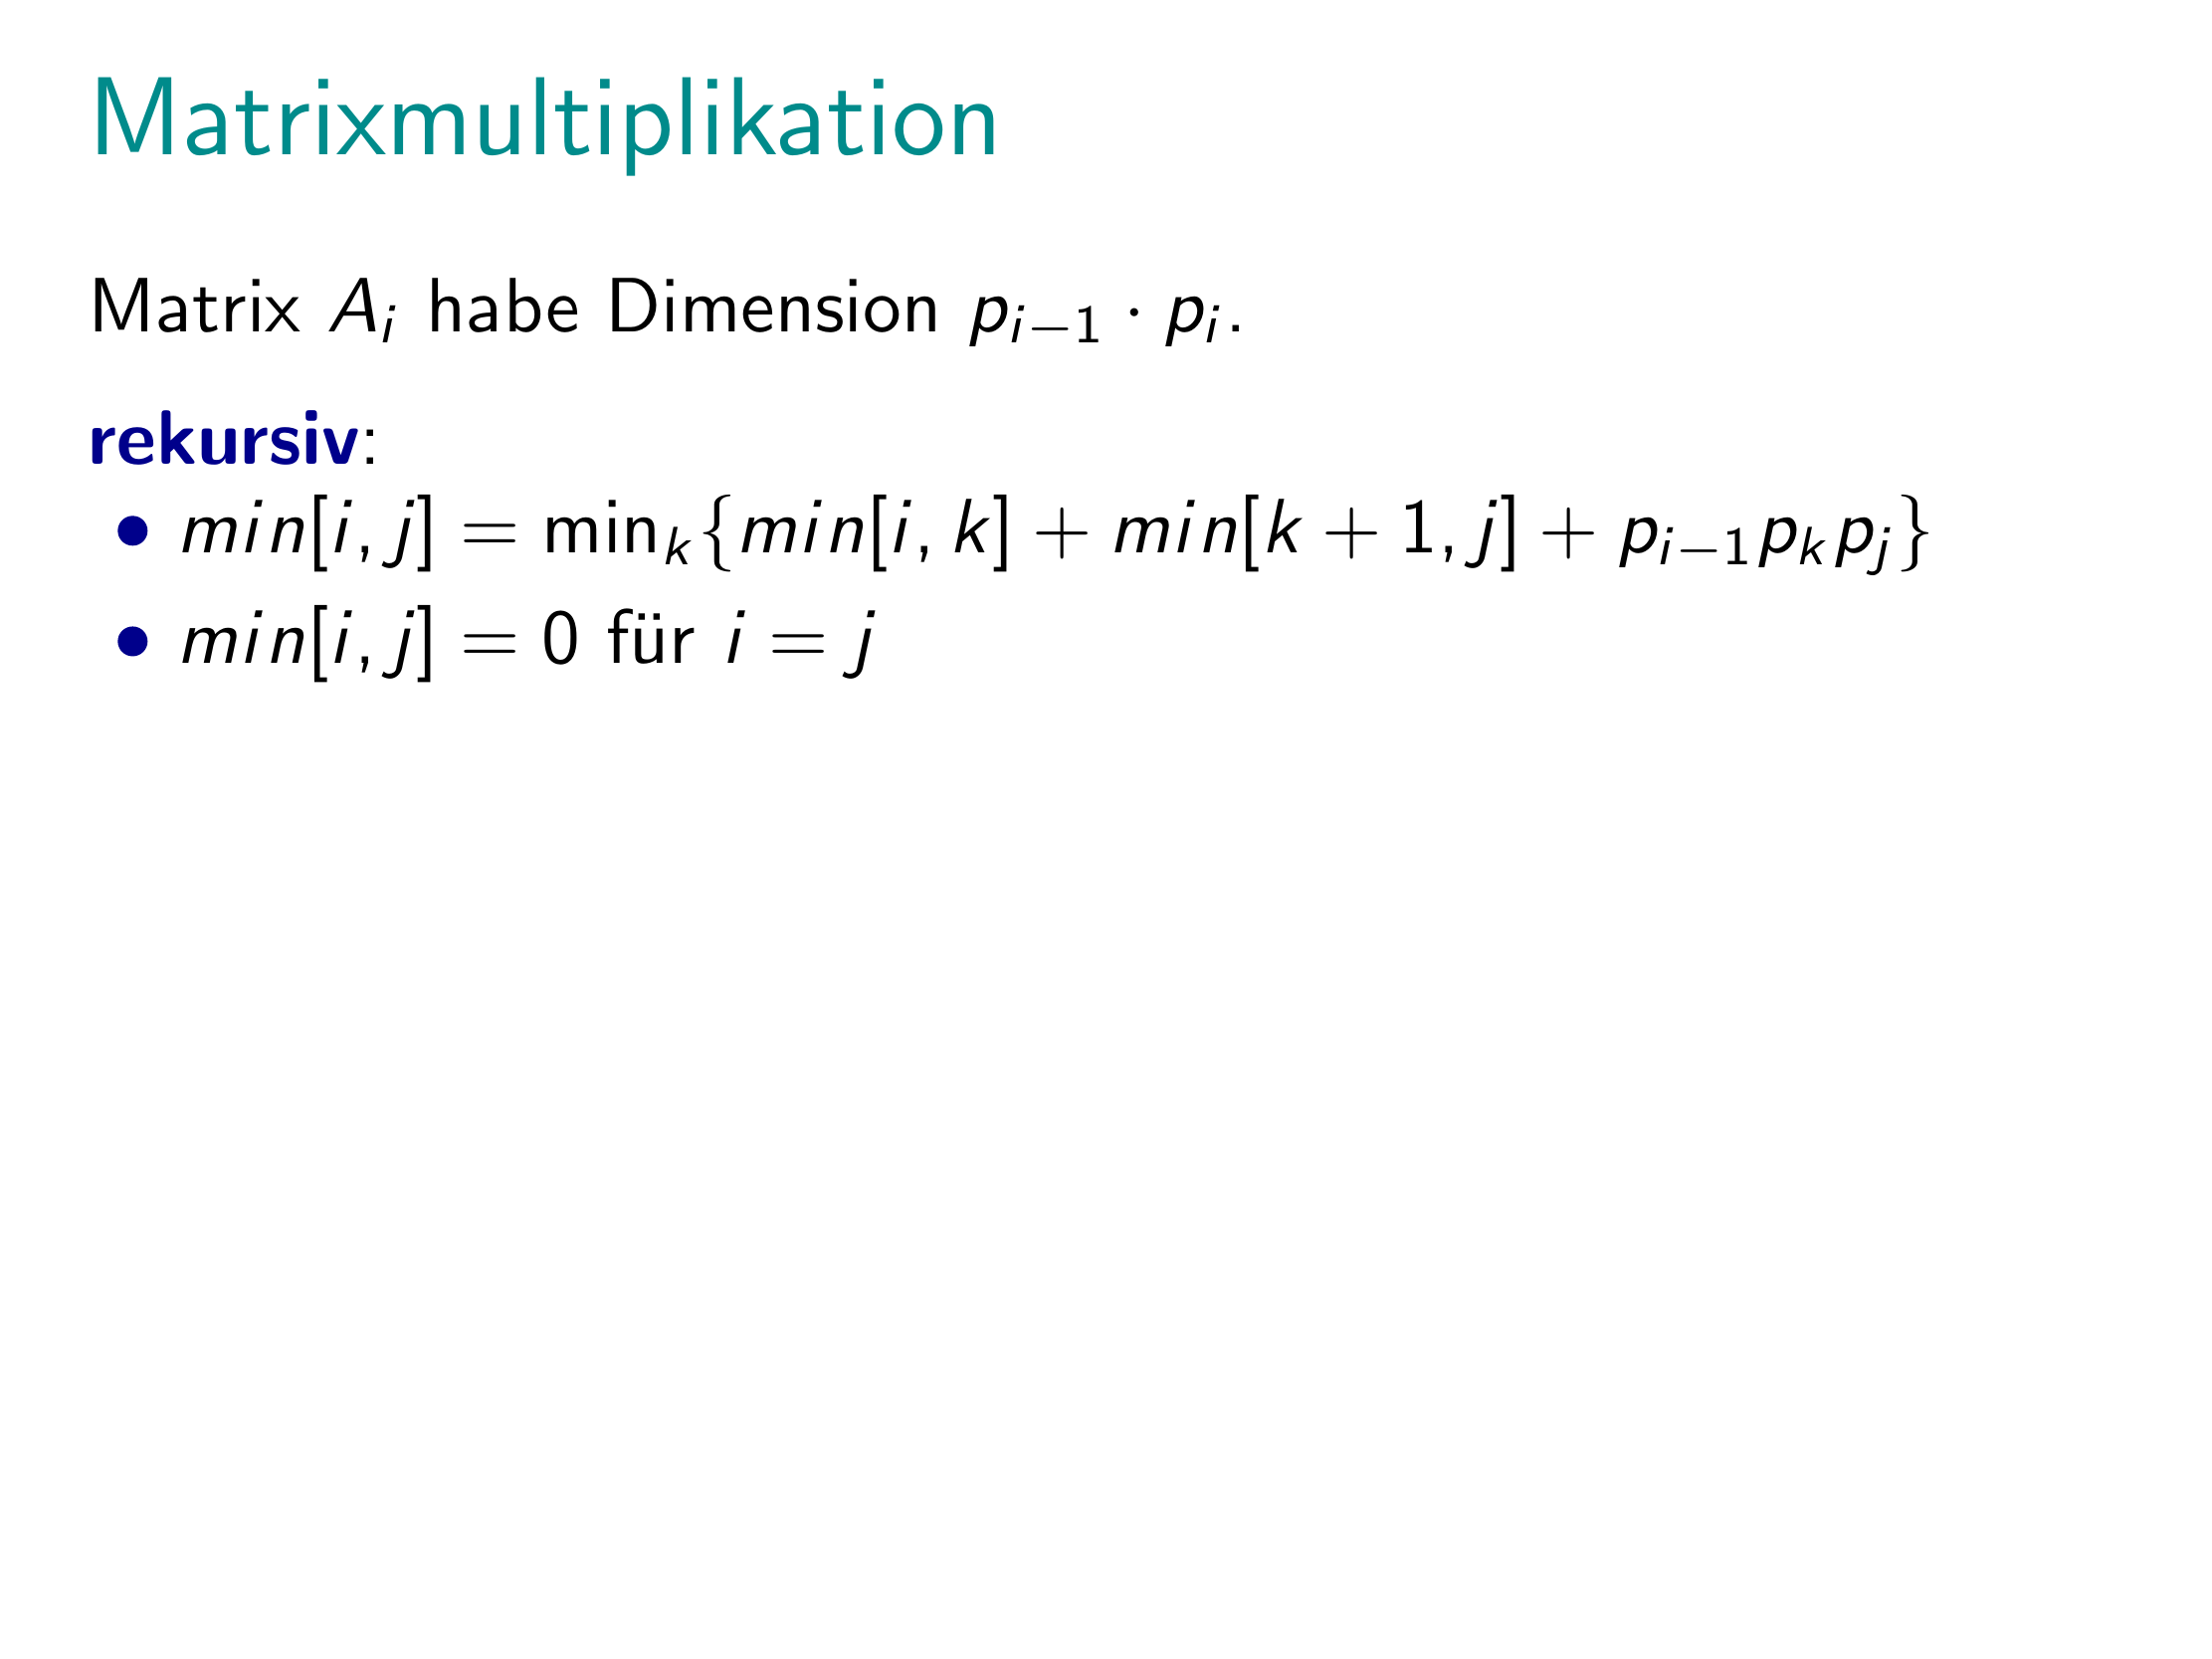 Matrixmultiplikation
Matrix $A_i$ habe Dimension $p_{i-1} \cdot p_i$.
rekursiv:
• $min[i, j] = \min_k\{min[i, k] + min[k + 1, j] + p_{i-1}p_kp_j\}$
• $min[i, j] = 0$ für $i = j$